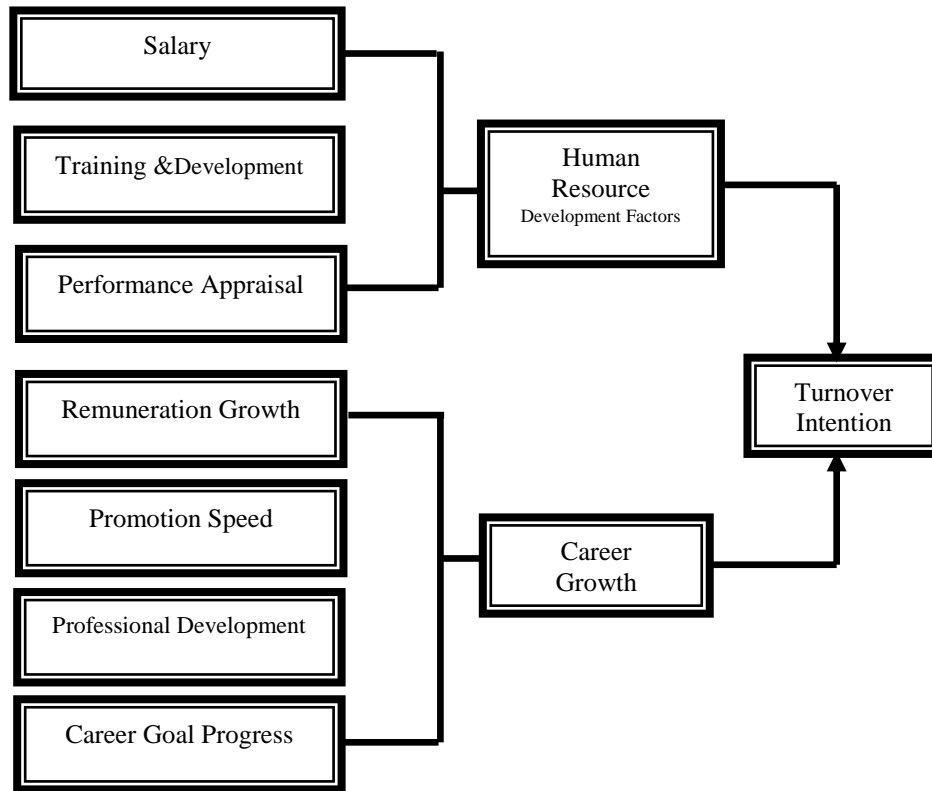 Salary
Training &Development
Performance Appraisal
Human
Resource
Development Factors
Remuneration Growth
Promotion Speed
Professional Development
Career Goal Progress
Career
Growth
Turnover
Intention